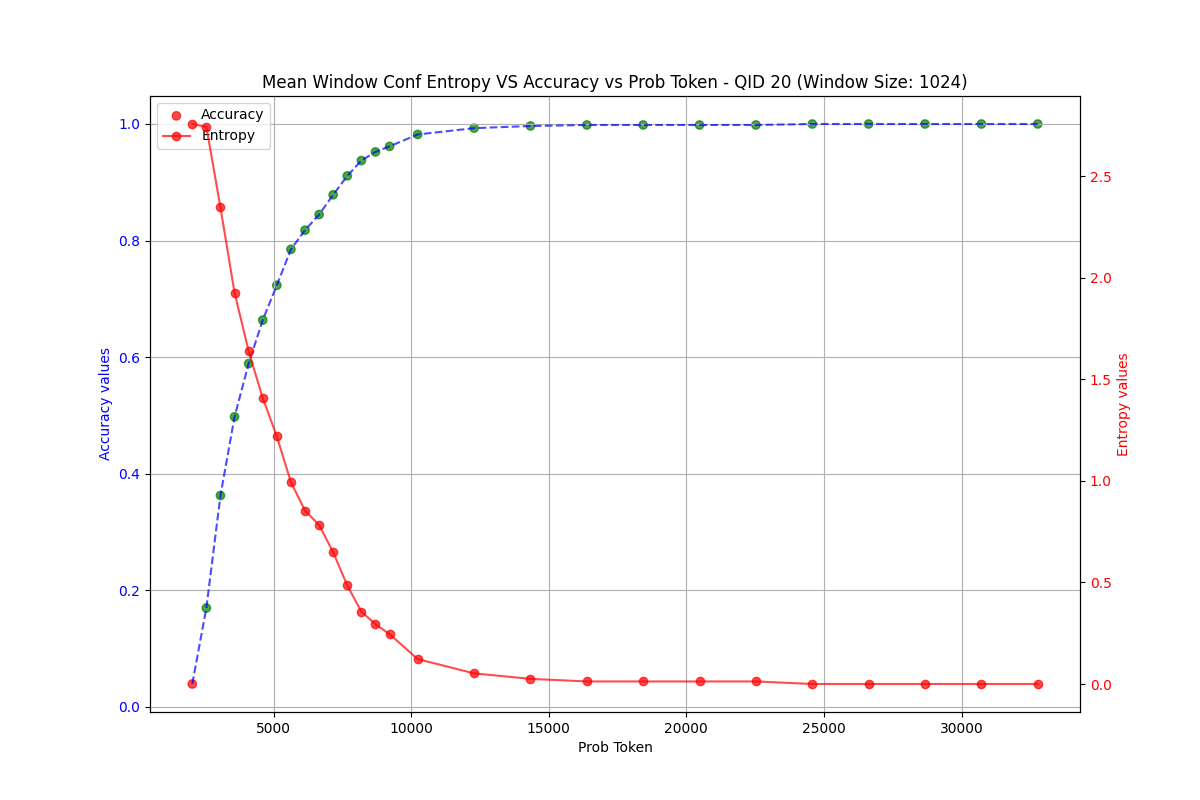 Mean Window Conf Entropy VS Accuracy vs Prob Token - QID 20 (Window Size: 1024)
Accuracy
Entropy
1.0
0.8
0.6
0.4
0.2
0.0
Accuracy values
2.5
2.0
1.5
1.0
0.5
0.0
Entropy values
5000 10000 15000 20000 25000 30000
Prob Token